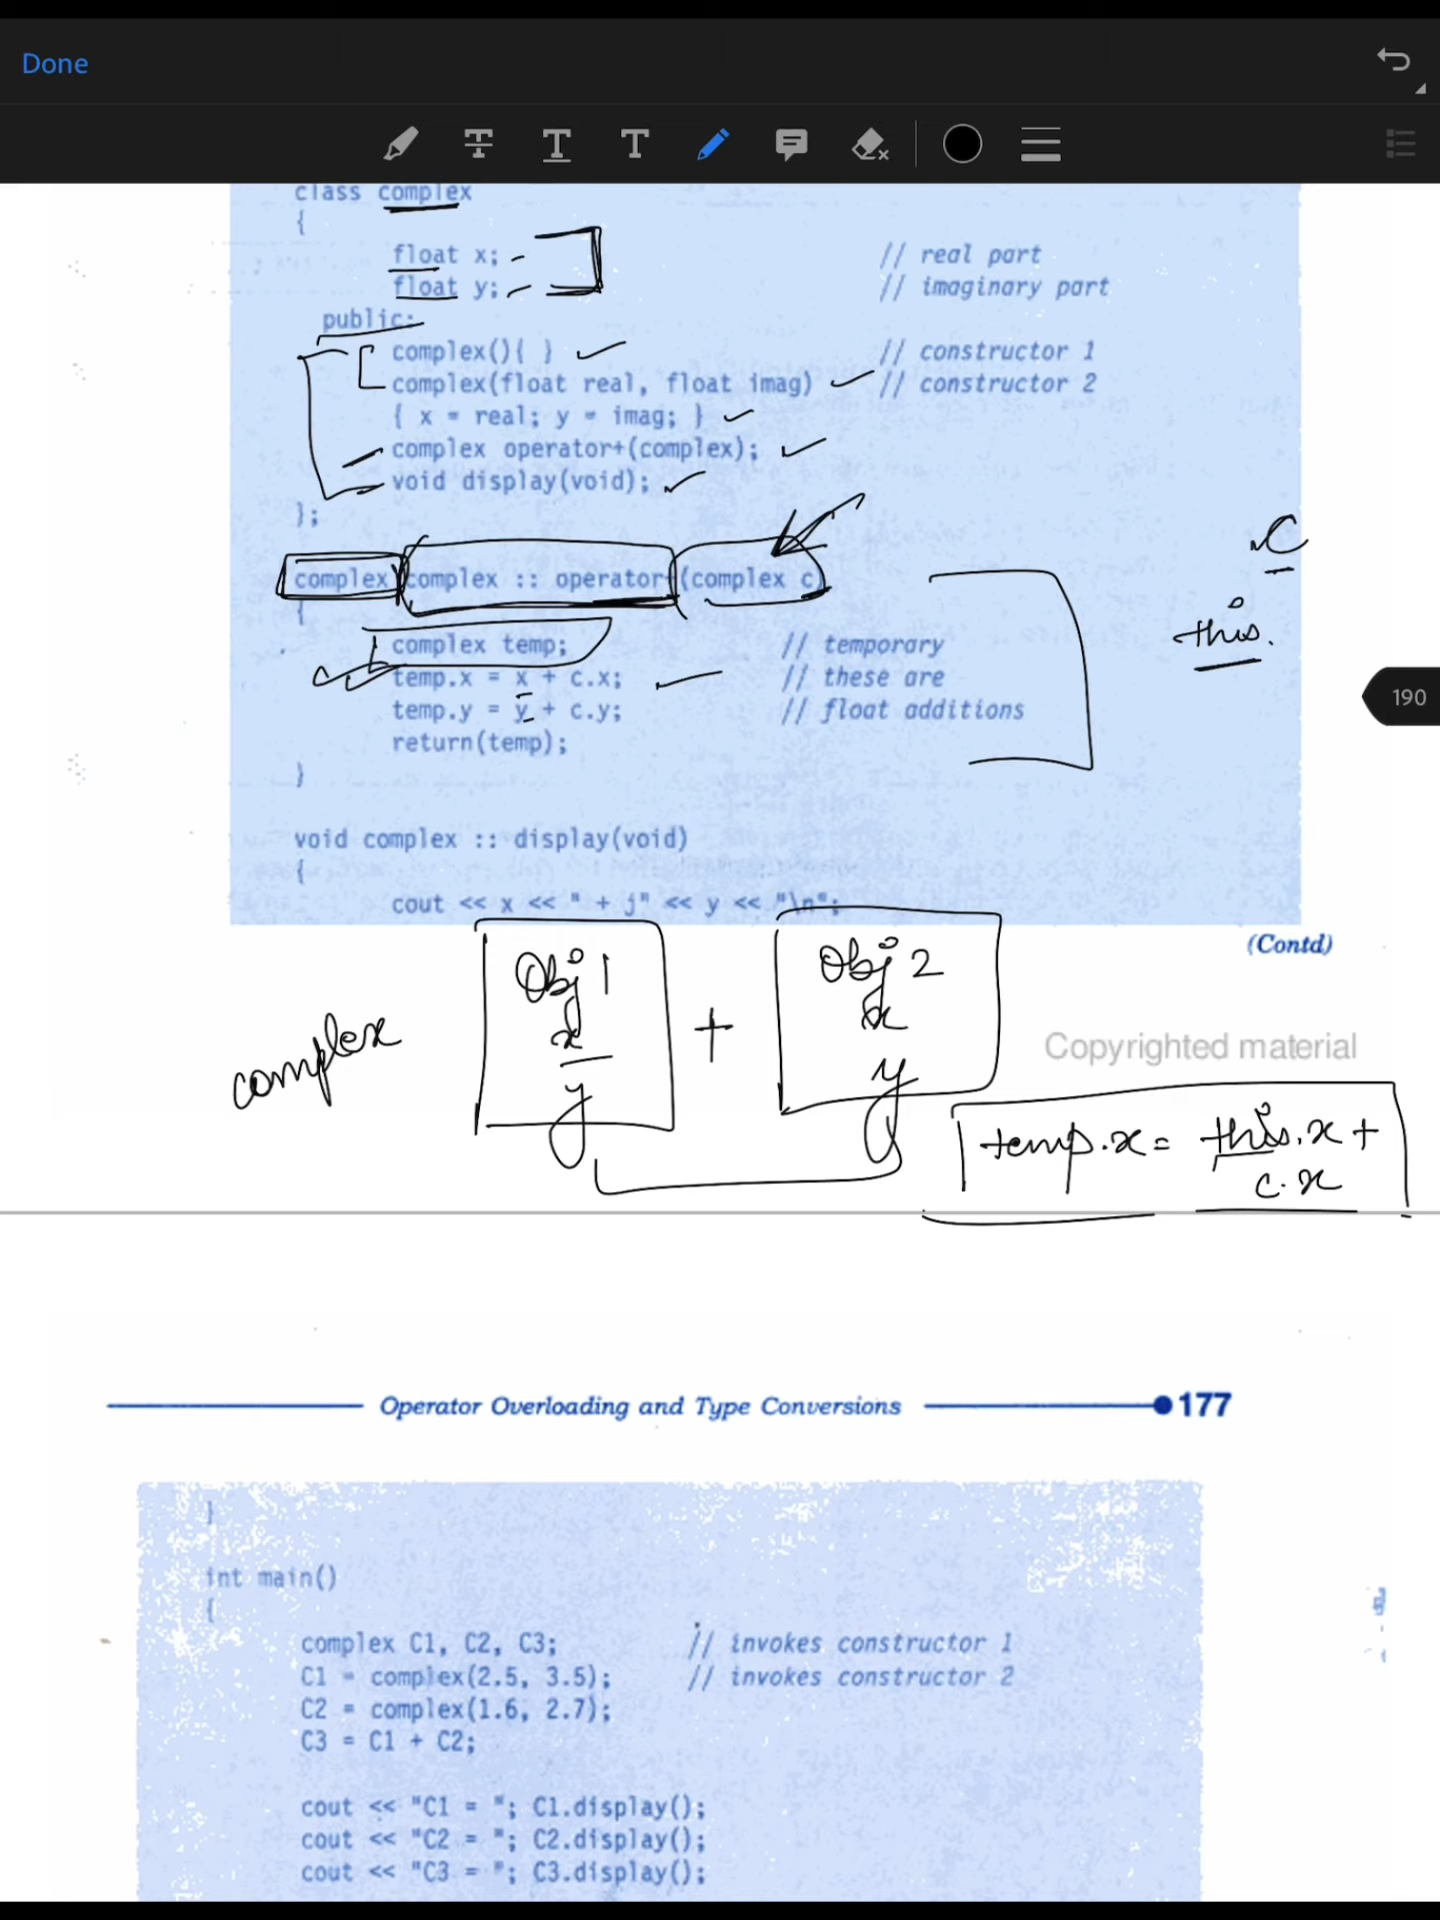 Done
T T T
class complex
{
float x; // real part
float y; // imaginary part
public:
complex(){ } // constructor 1
complex(float real, float imag) // constructor 2
{ x = real; y = imag; }
complex operator+(complex);
void display(void);
};
c
complex complex :: operator+(complex c)
{
this.
complex temp; // temporary
temp.x = x + c.x; // these are
190
temp.y = y + c.y; // float additions
return(temp);
}
void complex :: display(void)
{
cout << x << " + j" << y << "\n";
(Contd)
Obj 1 + Obj 2
x x
complex
y y
Copyrighted material
temp.x = this.x +
c.x
Operator Overloading and Type Conversions 177
}
int main()
{
complex C1, C2, C3; // invokes constructor 1
C1 = complex(2.5, 3.5); // invokes constructor 2
C2 = complex(1.6, 2.7);
C3 = C1 + C2;
cout << "C1 = "; C1.display();
cout << "C2 = "; C2.display();
cout << "C3 = "; C3.display();